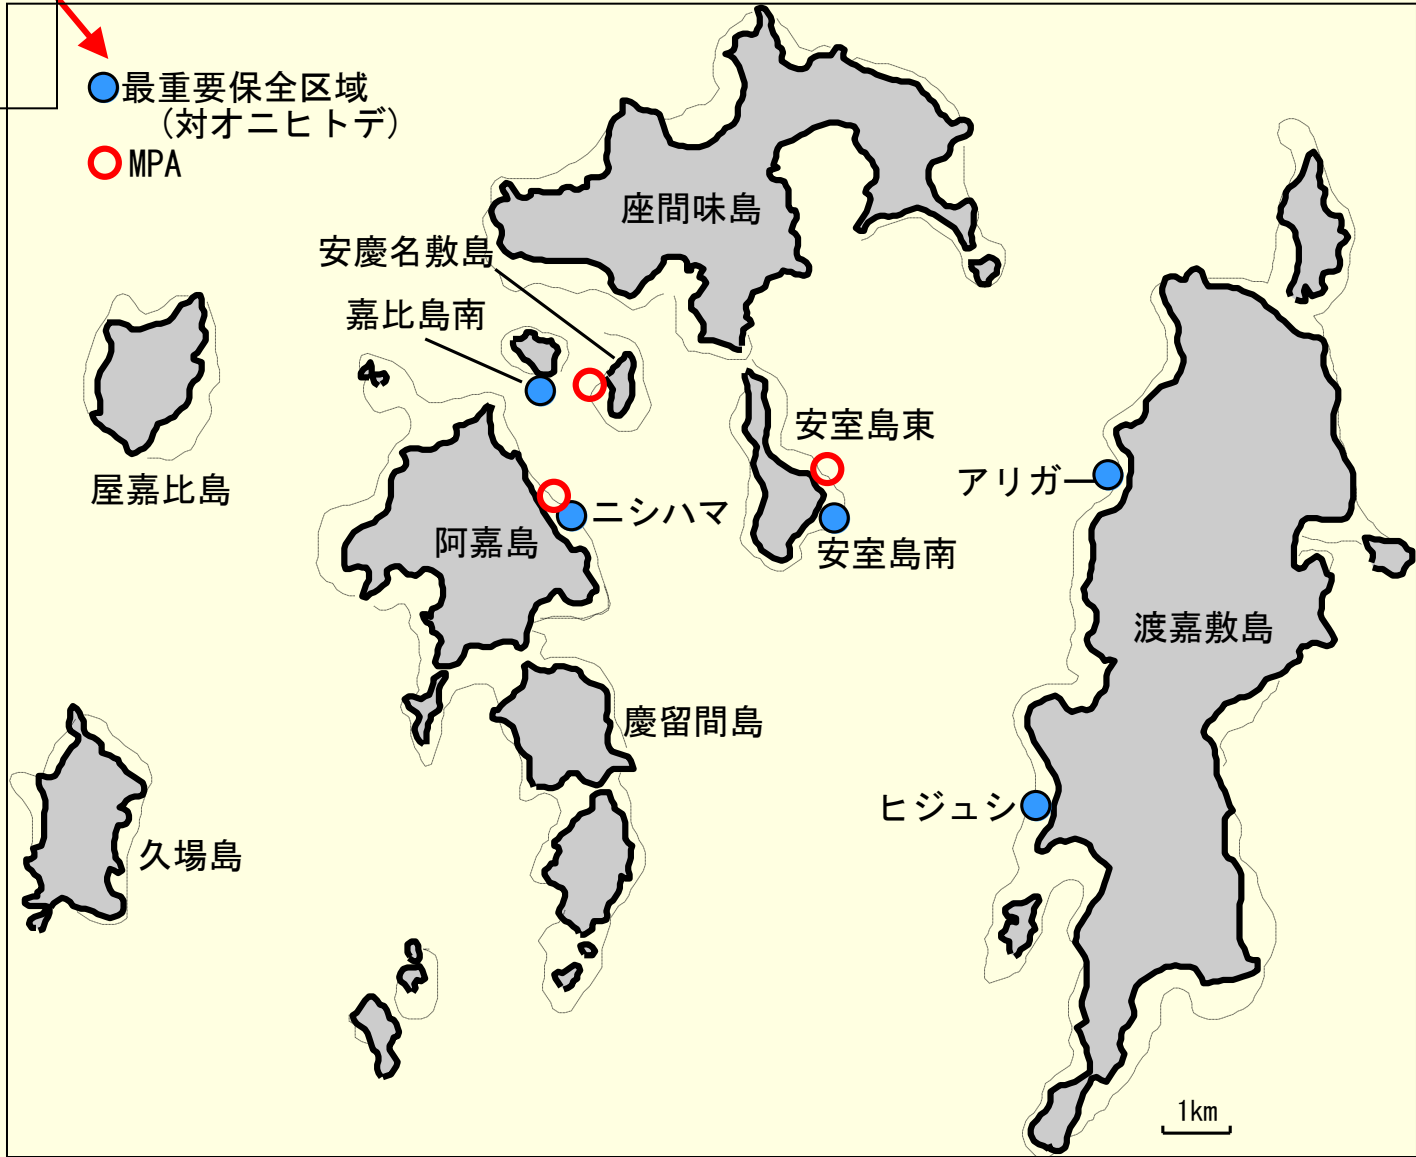 最重要保全区域
(対オニヒトデ)
MPA
座間味島
安慶名敷島
嘉比島南
安室島東
アリガー
屋嘉比島
ニシハマ
阿嘉島
安室島南
渡嘉敷島
慶留間島
ヒジュシ
久場島
1km